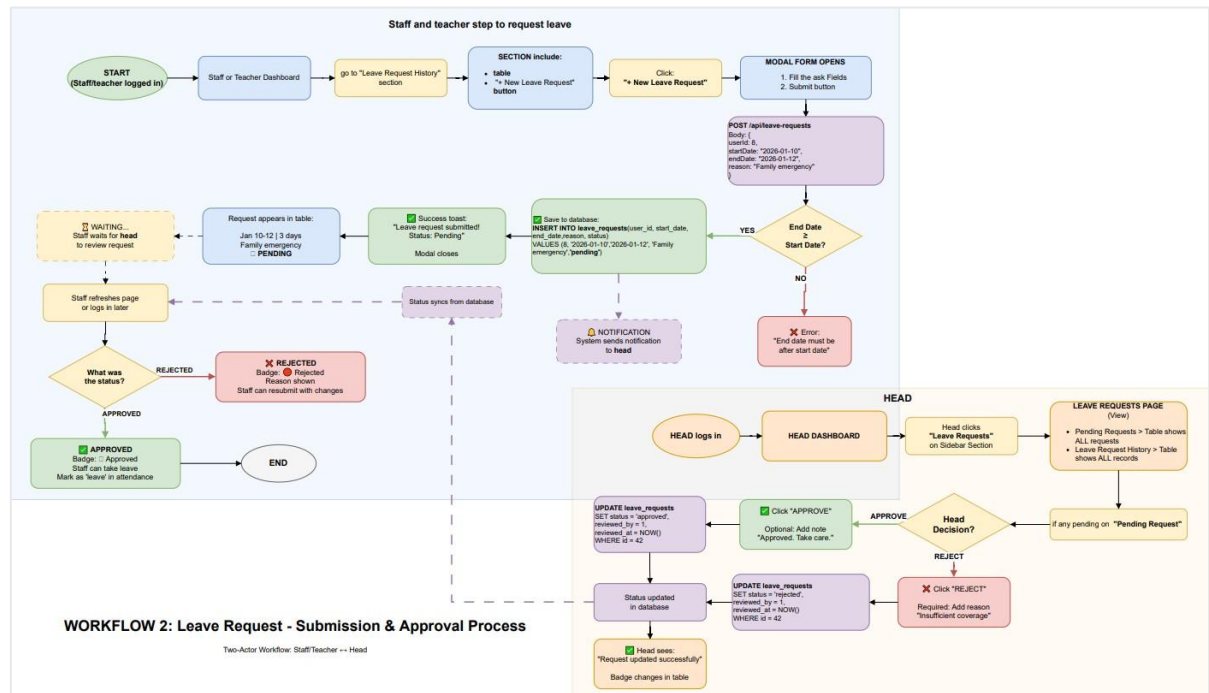 Staff and teacher step to request leave
START
(Staff/teacher logged in)
Staff or Teacher Dashboard
go to "Leave Request History"
section
SECTION include:
• table
• "+ New Leave Request"
button
Click:
"+ New Leave Request"
MODAL FORM OPENS
1. Fill the ask Fields
2. Submit button
POST /api/leave-requests
Body: {
userId: 8,
startDate: "2026-01-10",
endDate: "2026-01-12",
reason: "Family emergency"
}
End Date
≥
Start Date?
YES
NO
❌ Error:
"End date must be
after start date"
✅ Save to database:
INSERT INTO leave_requests(user_id, start_date,
end_date,reason, status)
VALUES (8, '2026-01-10','2026-01-12', 'Family
emergency','pending')
🔔 NOTIFICATION
System sends notification
to head
✅ Success toast:
"Leave request submitted!
Status: Pending"
Modal closes
Request appears in table:
Jan 10-12 | 3 days
Family emergency
PENDING
⏳ WAITING...
Staff waits for head
to review request
Staff refreshes page
or logs in later
Status syncs from database
What was
the status?
REJECTED
❌ REJECTED
Badge: 🔴 Rejected
Reason shown
Staff can resubmit with changes
APPROVED
✅ APPROVED
Badge: Approved
Staff can take leave
Mark as 'leave' in attendance
END
HEAD
HEAD logs in
HEAD DASHBOARD
Head clicks
"Leave Requests"
on Sidebar Section
LEAVE REQUESTS PAGE
(View)
• Pending Requests > Table shows
ALL requests
• Leave Request History > Table
shows ALL records
if any pending on "Pending Request"
Head
Decision?
APPROVE
REJECT
✅ Click "APPROVE"
Optional: Add note
"Approved. Take care."
UPDATE leave_requests
SET status = 'approved',
reviewed_by = 1,
reviewed_at = NOW()
WHERE id = 42
❌ Click "REJECT"
Required: Add reason
"Insufficient coverage"
UPDATE leave_requests
SET status = 'rejected',
reviewed_by = 1,
reviewed_at = NOW()
WHERE id = 42
Status updated
in database
✅ Head sees:
"Request updated successfully"
Badge changes in table
WORKFLOW 2: Leave Request - Submission & Approval Process
Two-Actor Workflow: Staff/Teacher ↔ Head